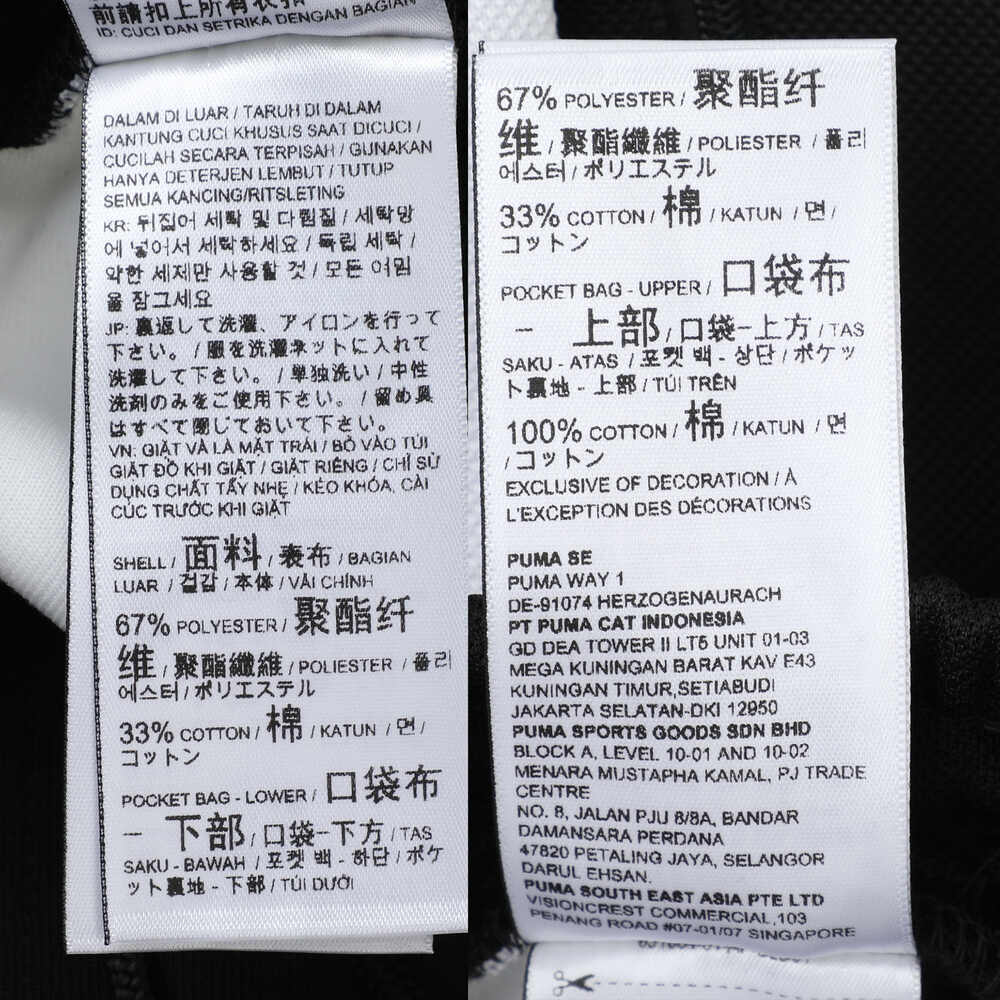 前請扣上所有衣扣
ID: CUCI DAN SETRIKA DENGAN BAGIAN
DALAM DI LUAR / TARUH DI DALAM
KANTUNG CUCI KHUSUS SAAT DICUCI /
CUCILAH SECARA TERPISAH / GUNAKAN
HANYA DETERJEN LEMBUT / TUTUP
SEMUA KANCING/RITSLETING
KR: 뒤집어 세탁 및 다림질 / 세탁망
에 넣어서 세탁하세요 / 독립 세탁 /
약한 세제만 사용할 것 / 모든 여밈
을 잠그세요
JP: 裏返して洗濯、アイロンを行って
下さい。 / 服を洗濯ネットに入れて
洗濯して下さい。 / 単独洗い / 中性
洗剤のみをご使用下さい。 / 留め具
はすべて閉じておいて下さい。
VN: GIẶT VÀ LÀ MẶT TRÁI / BỎ VÀO TÚI
GIẶT ĐỒ KHI GIẶT / GIẶT RIÊNG / CHỈ SỬ
DỤNG CHẤT TẨY NHẸ / KÉO KHÓA, CÀI
CÚC TRƯỚC KHI GIẶT
SHELL / 面料 / 表布 / BAGIAN
LUAR / 겉감 / 本体 / VẢI CHÍNH
67% POLYESTER / 聚酯纤
维 / 聚酯纖維 / POLIESTER / 폴리
에스터 / ポリエステル
33% COTTON / 棉 / KATUN / 면 /
コットン
POCKET BAG - LOWER / 口袋布
– 下部 / 口袋–下方 / TAS
SAKU - BAWAH / 포켓 백 - 하단 / ポケ
ット裏地 - 下部 / TÚI DƯỚI
67% POLYESTER / 聚酯纤
维 / 聚酯纖維 / POLIESTER / 폴리
에스터 / ポリエステル
33% COTTON / 棉 / KATUN / 면 /
コットン
POCKET BAG - UPPER / 口袋布
– 上部 / 口袋–上方 / TAS
SAKU - ATAS / 포켓 백 - 상단 / ポケッ
ト裏地 - 上部 / TÚI TRÊN
100% COTTON / 棉 / KATUN / 면
/ コットン
EXCLUSIVE OF DECORATION / À
L'EXCEPTION DES DÉCORATIONS
PUMA SE
PUMA WAY 1
DE-91074 HERZOGENAURACH
PT PUMA CAT INDONESIA
GD DEA TOWER II LT5 UNIT 01-03
MEGA KUNINGAN BARAT KAV E43
KUNINGAN TIMUR,SETIABUDI
JAKARTA SELATAN-DKI 12950
PUMA SPORTS GOODS SDN BHD
BLOCK A, LEVEL 10-01 AND 10-02
MENARA MUSTAPHA KAMAL, PJ TRADE
CENTRE
NO. 8, JALAN PJU 8/8A, BANDAR
DAMANSARA PERDANA
47820 PETALING JAYA, SELANGOR
DARUL EHSAN.
PUMA SOUTH EAST ASIA PTE LTD
VISIONCREST COMMERCIAL,103
PENANG ROAD #07-01/07 SINGAPORE